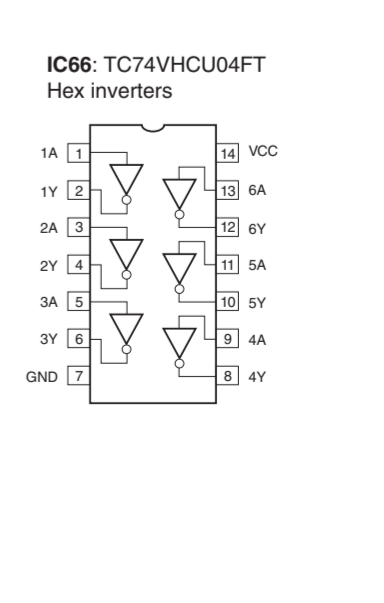 IC66: TC74VHCU04FT
Hex inverters
1A 1 14 VCC
1Y 2 13 6A
2A 3 12 6Y
2Y 4 11 5A
3A 5 10 5Y
3Y 6 9 4A
GND 7 8 4Y